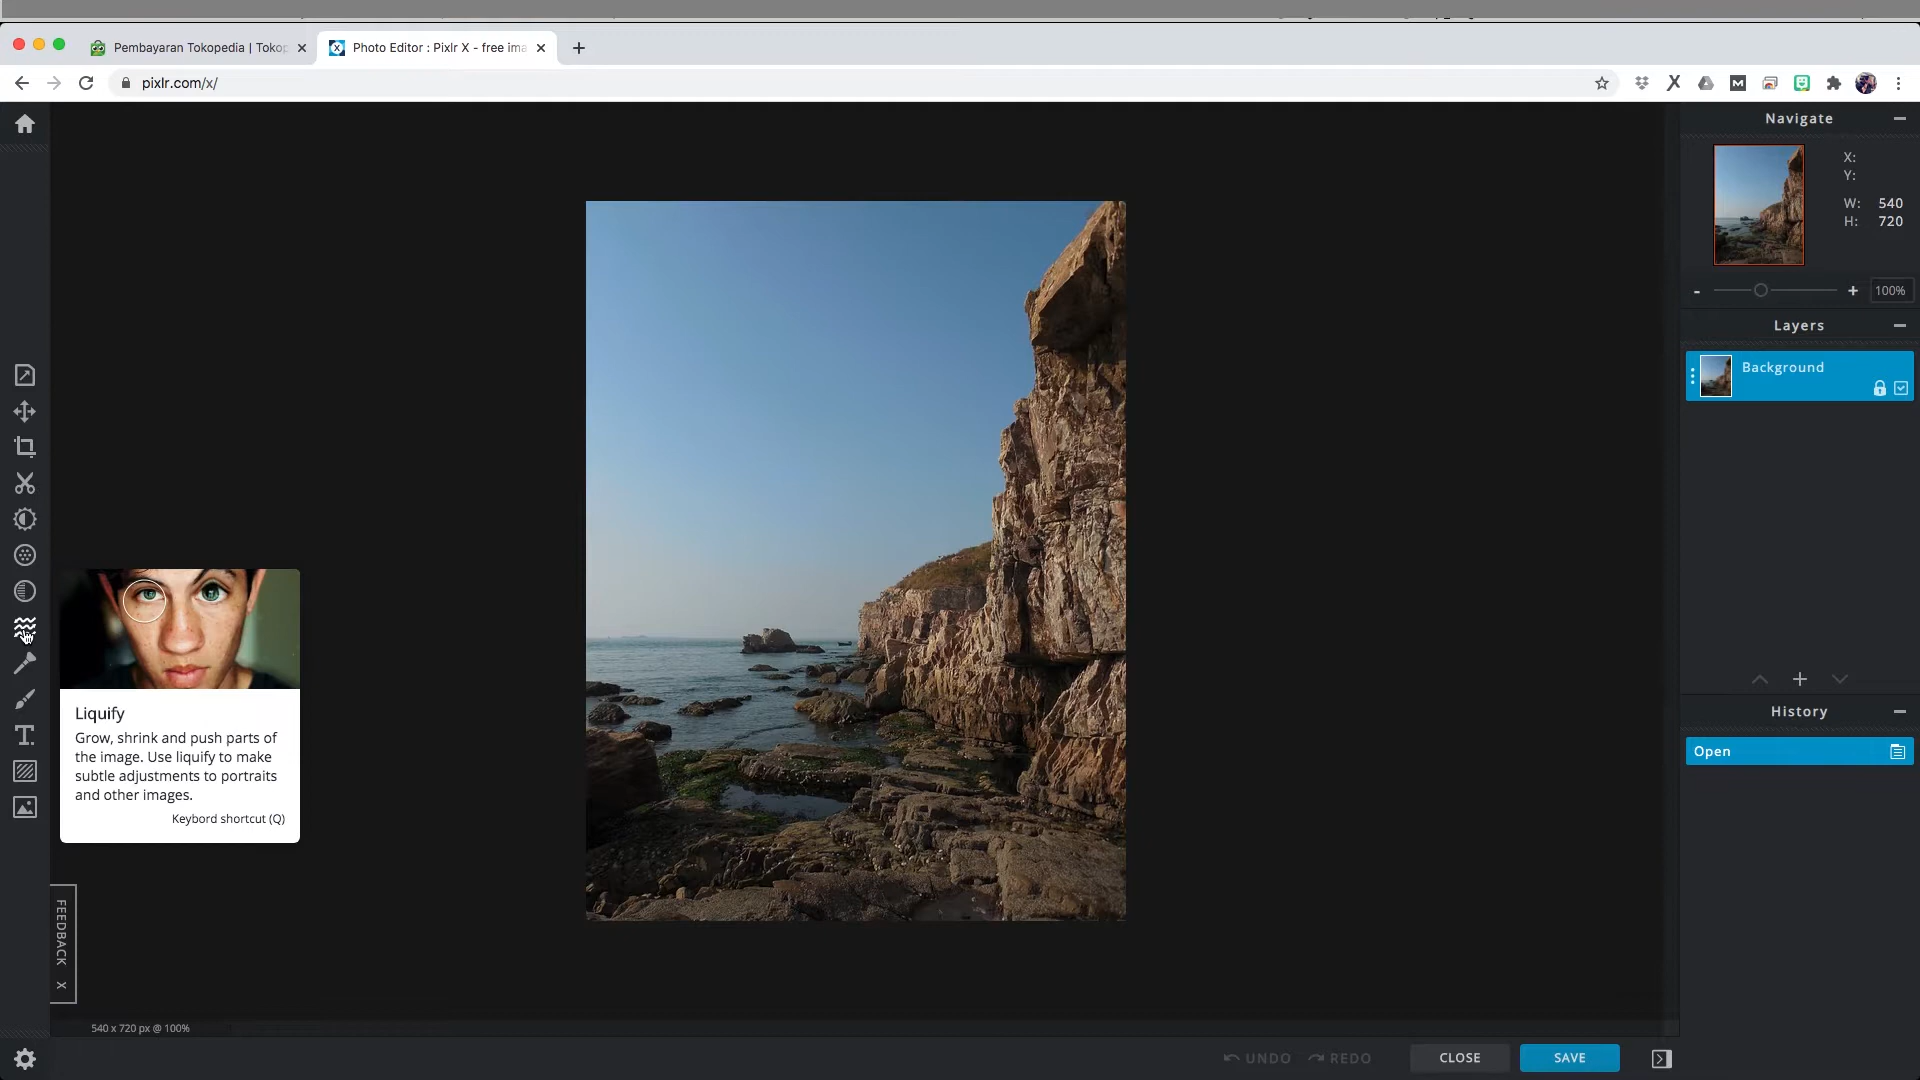 Pembayaran Tokopedia | Tokop
Photo Editor : Pixlr X - free ima
pixlr.com/x/
Navigate
X:
Y:
W: 540
H: 720
- + 100%
Layers
Background
Liquify
Grow, shrink and push parts of
the image. Use liquify to make
subtle adjustments to portraits
and other images.
Keybord shortcut (Q)
T
History
Open
FEEDBACK X
540 x 720 px @ 100%
UNDO
REDO
CLOSE
SAVE